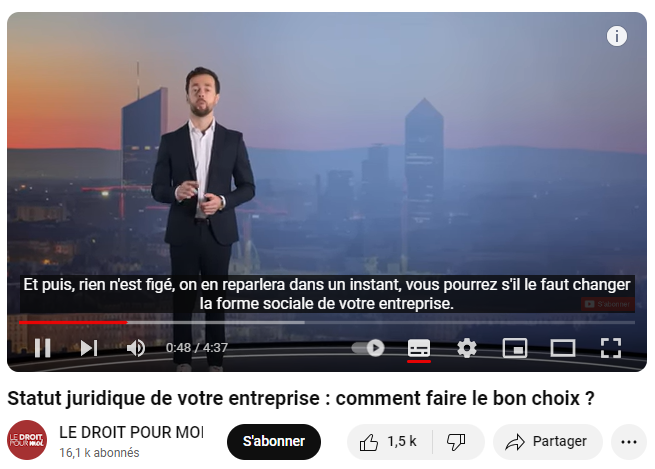 Et puis, rien n'est figé, on en reparlera dans un instant, vous pourrez s'il le faut changer
la forme sociale de votre entreprise.
S'abonner
0:48 / 4:37
Statut juridique de votre entreprise : comment faire le bon choix ?
LE DROIT POUR MOI
LE DROIT POUR MOI
16,1 k abonnés
S'abonner
1,5 k
Partager